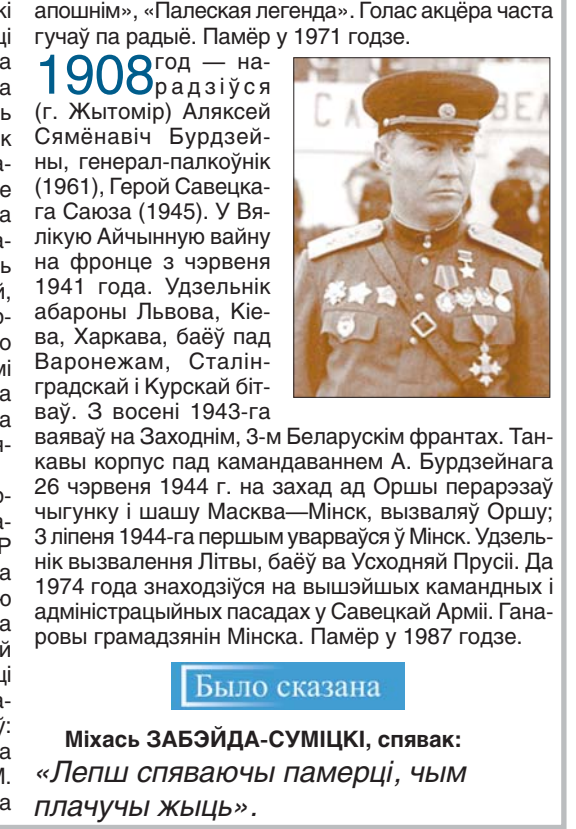 апошнім», «Палеская легенда». Голас акцёра часта
гучаў па радыё. Памёр у 1971 годзе.
1908 год — на-
радзіўся
(г. Жытомір) Аляксей
Сямёнавіч Бурдзей-
ны, генерал-палкоўнік
(1961), Герой Савецка-
га Саюза (1945). У Вя-
лікую Айчынную вайну
на фронце з чэрвеня
1941 года. Удзельнік
абароны Львова, Кіе-
ва, Харкава, баёў пад
Варонежам, Сталін-
градскай і Курскай біт-
ваў. З восені 1943-га
ваяваў на Заходнім, 3-м Беларускім франтах. Тан-
кавы корпус пад камандаваннем А. Бурдзейнага
26 чэрвеня 1944 г. на захад ад Оршы перарэзаў
чыгунку і шашу Масква—Мінск, вызваляў Оршу;
3 ліпеня 1944-га першым уварваўся ў Мінск. Удзель-
нік вызвалення Літвы, баёў ва Усходняй Прусіі. Да
1974 года знаходзіўся на вышэйшых камандных і
адміністрацыйных пасадах у Савецкай Арміі. Гана-
ровы грамадзянін Мінска. Памёр у 1987 годзе.
Было сказана
Міхась ЗАБЭЙДА-СУМІЦКІ, спявак:
«Лепш спяваючы памерці, чым
плачучы жыць».